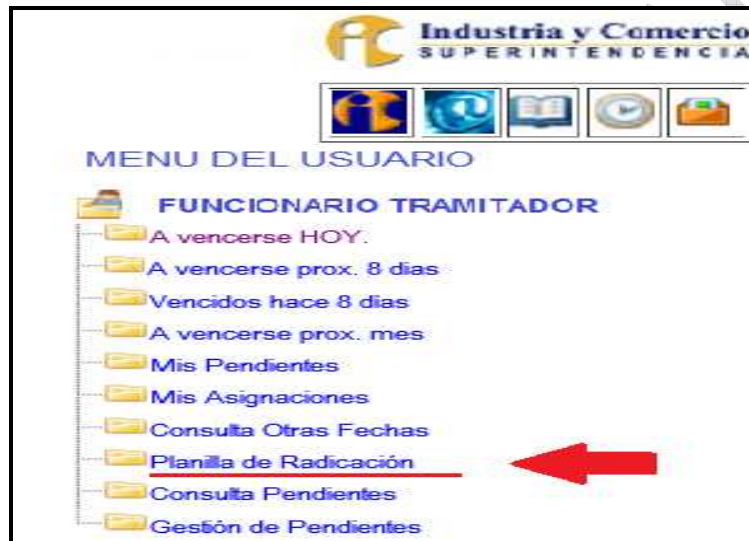 Industria y Comercio
SUPERINTENDENCIA
MENU DEL USUARIO
FUNCIONARIO TRAMITADOR
A vencerse HOY.
A vencerse prox. 8 dias
Vencidos hace 8 dias
A vencerse prox. mes
Mis Pendientes
Mis Asignaciones
Consulta Otras Fechas
Planilla de Radicación
Consulta Pendientes
Gestión de Pendientes